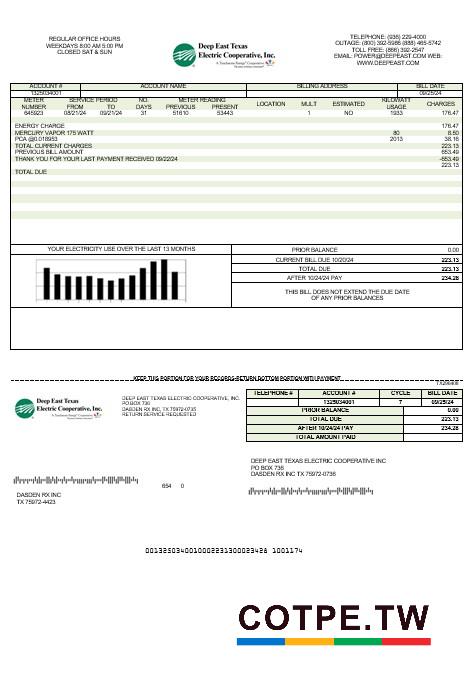 REGULAR OFFICE HOURS
WEEKDAYS 8:00 AM 5:00 PM
CLOSED SAT & SUN
Deep East Texas
Electric Cooperative, Inc.
TELEPHONE: (936) 229-4000
OUTAGE: (800) 392-5986 (888) 465-5742
TOLL FREE: (866) 392-2547
EMAIL: POWER@DEEPEAST.COM WEB:
WWW.DEEPEAST.COM
ACCOUNT # ACCOUNT NAME BILLING ADDRESS BILL DATE
1325034001 09/25/24
METER NUMBER SERVICE PERIOD FROM TO NO. DAYS METER READING PREVIOUS PRESENT LOCATION MULT ESTIMATED KILOWATT USAGE CHARGES
645923 08/21/24 09/21/24 31 51610 53443 1 NO 1933 176.47
ENERGY CHARGE 176.47
MERCURY VAPOR 175 WATT 80 8.50
PCA @0.018953 2013 38.16
TOTAL CURRENT CHARGES 223.13
PREVIOUS BILL AMOUNT 653.49
THANK YOU FOR YOUR LAST PAYMENT RECEIVED 09/22/24 -653.49
223.13
TOTAL DUE
YOUR ELECTRICITY USE OVER THE LAST 13 MONTHS
PRIOR BALANCE 0.00
CURRENT BILL DUE 10/20/24 223.13
TOTAL DUE 223.13
AFTER 10/24/24 PAY 234.28
THIS BILL DOES NOT EXTEND THE DUE DATE
OF ANY PRIOR BALANCES
KEEP THIS PORTION FOR YOUR RECORDS-RETURN BOTTOM PORTION WITH PAYMENT
Deep East Texas
Electric Cooperative, Inc.
DEEP EAST TEXAS ELECTRIC COOPERATIVE, INC.
PO BOX 736
DASDEN RX INC, TX 75972-0735
RETURN SERVICE REQUESTED
TELEPHONE # ACCOUNT # CYCLE BILL DATE
1325034001 7 09/25/24
PRIOR BALANCE 0.00
TOTAL DUE 223.13
AFTER 10/24/24 PAY 234.28
TOTAL AMOUNT PAID
DEEP EAST TEXAS ELECTRIC COOPERATIVE INC
PO BOX 736
DASDEN RX INC TX 75972-0736
654 0
DASDEN RX INC
TX 75972-4423
0013250340010002231300023428 1001174
COTPE.TW